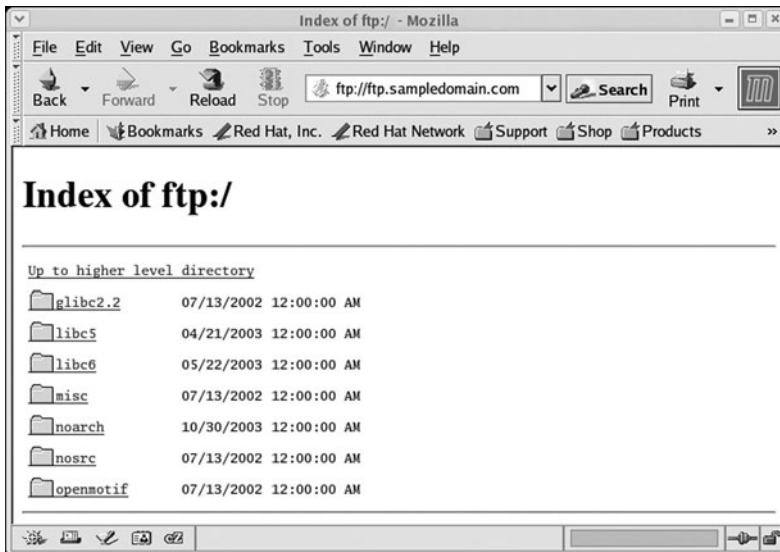 Index of ftp:/ - Mozilla
File Edit View Go Bookmarks Tools Window Help
Back Forward Reload Stop ftp://ftp.sampledomain.com Search Print
Home Bookmarks Red Hat, Inc. Red Hat Network Support Shop Products »
Index of ftp:/
Up to higher level directory
glibc2.2 07/13/2002 12:00:00 AM
libc5 04/21/2003 12:00:00 AM
libc6 05/22/2003 12:00:00 AM
misc 07/13/2002 12:00:00 AM
noarch 10/30/2003 12:00:00 AM
nosrc 07/13/2002 12:00:00 AM
openmotif 07/13/2002 12:00:00 AM